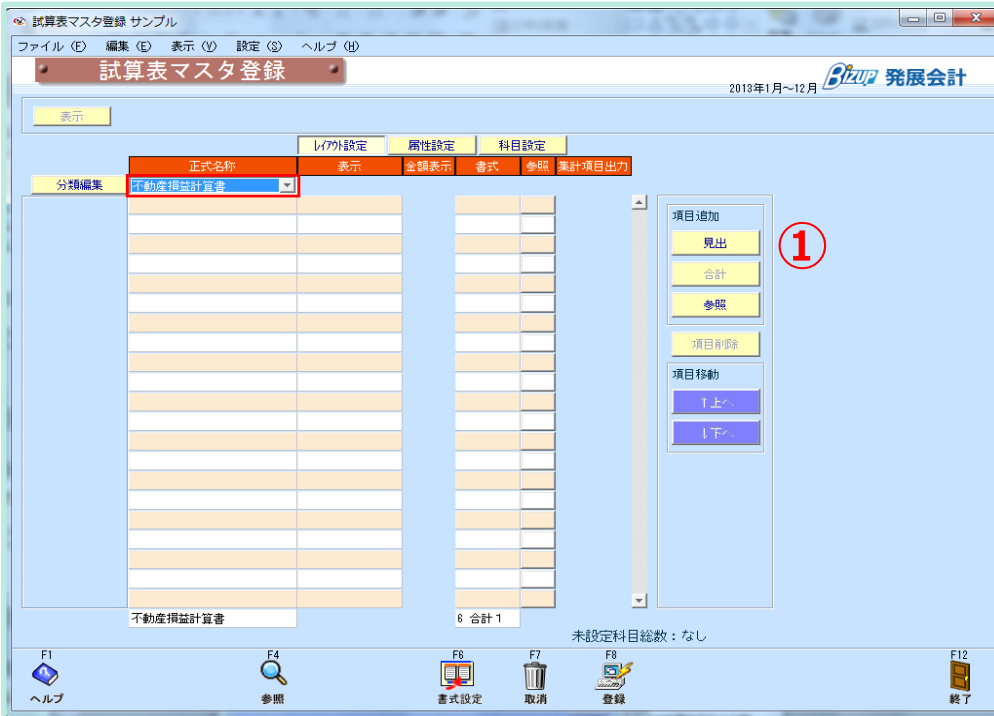 試算表マスタ登録 サンプル
ファイル (F) 編集 (E) 表示 (V) 設定 (S) ヘルプ (H)
試算表マスタ登録
2013年1月～12月 BizUP 発展会計
表示
レイアウト設定 属性設定 科目設定
正式名称 表示 金額表示 書式 参照 集計項目出力
分類編集 不動産損益計算書
項目追加
見出 ①
合計
参照
項目削除
項目移動
↑上へ
↓下へ
不動産損益計算書 6 合計1
未設定科目総数：なし
F1 F4 F6 F7 F8 F12
ヘルプ 参照 書式設定 取消 登録 終了